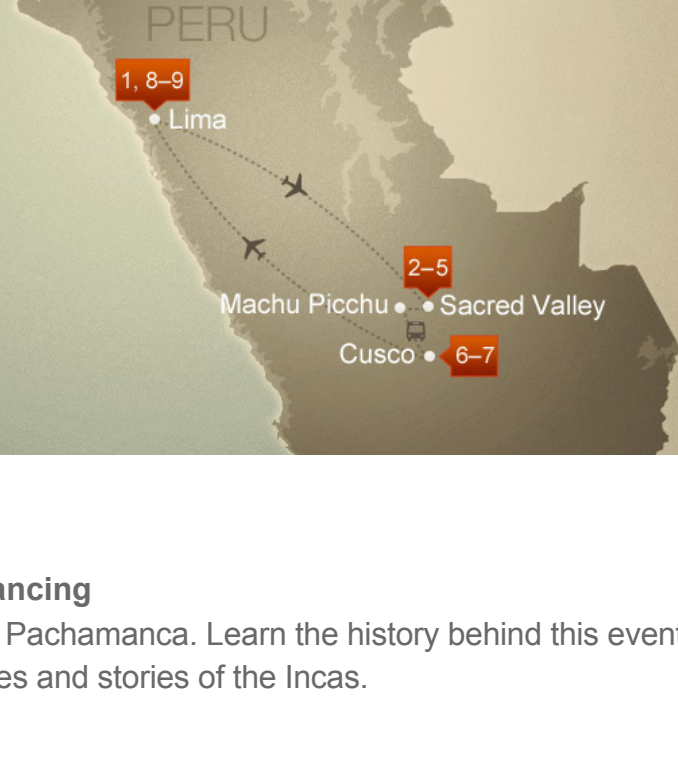 PERU
1, 8–9
Lima
2–5
Machu Picchu
Sacred Valley
Cusco
6–7
ancing
Pachamanca. Learn the history behind this event
es and stories of the Incas.